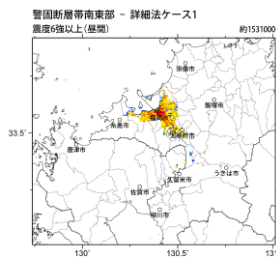 警固断層帯南東部 - 詳細法ケース1
震度6強以上(昼間)
約1531000
宗像市
飯塚市
糸島市
33.5°
唐津市
太宰府市
久留米市
うきは市
佐賀市
柳川市
130°
130.5°